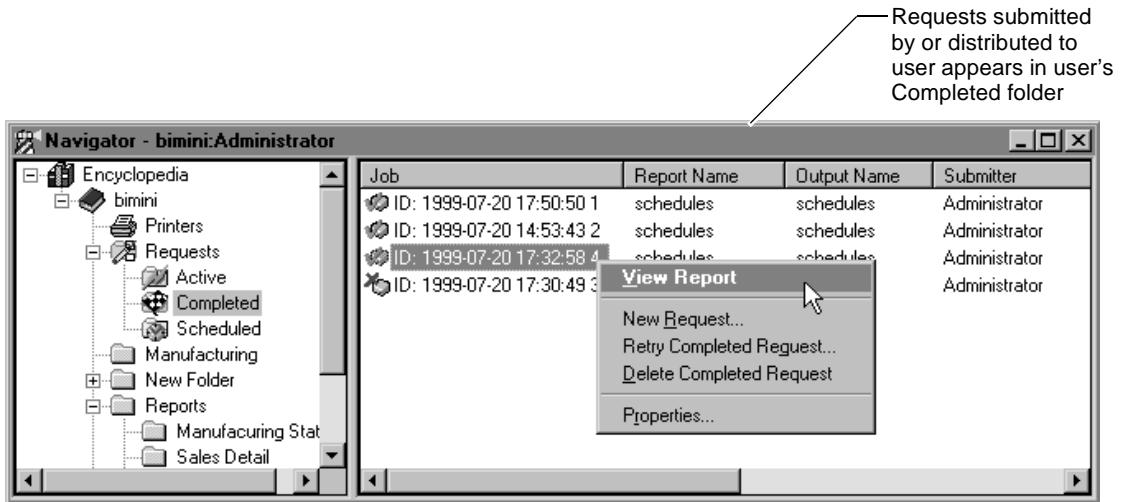 Requests submitted
by or distributed to
user appears in user's
Completed folder
Navigator - bimini:Administrator
Encyclopedia
bimini
Printers
Requests
Active
Completed
Scheduled
Manufacturing
New Folder
Reports
Manufacuring Stat
Sales Detail
Job Report Name Output Name Submitter
ID: 1999-07-20 17:50:50 1 schedules schedules Administrator
ID: 1999-07-20 14:53:43 2 schedules schedules Administrator
ID: 1999-07-20 17:32:58 4 schedules schedules Administrator
ID: 1999-07-20 17:30:49 3 Administrator
View Report
New Request...
Retry Completed Reguest...
Delete Completed Request
Properties...